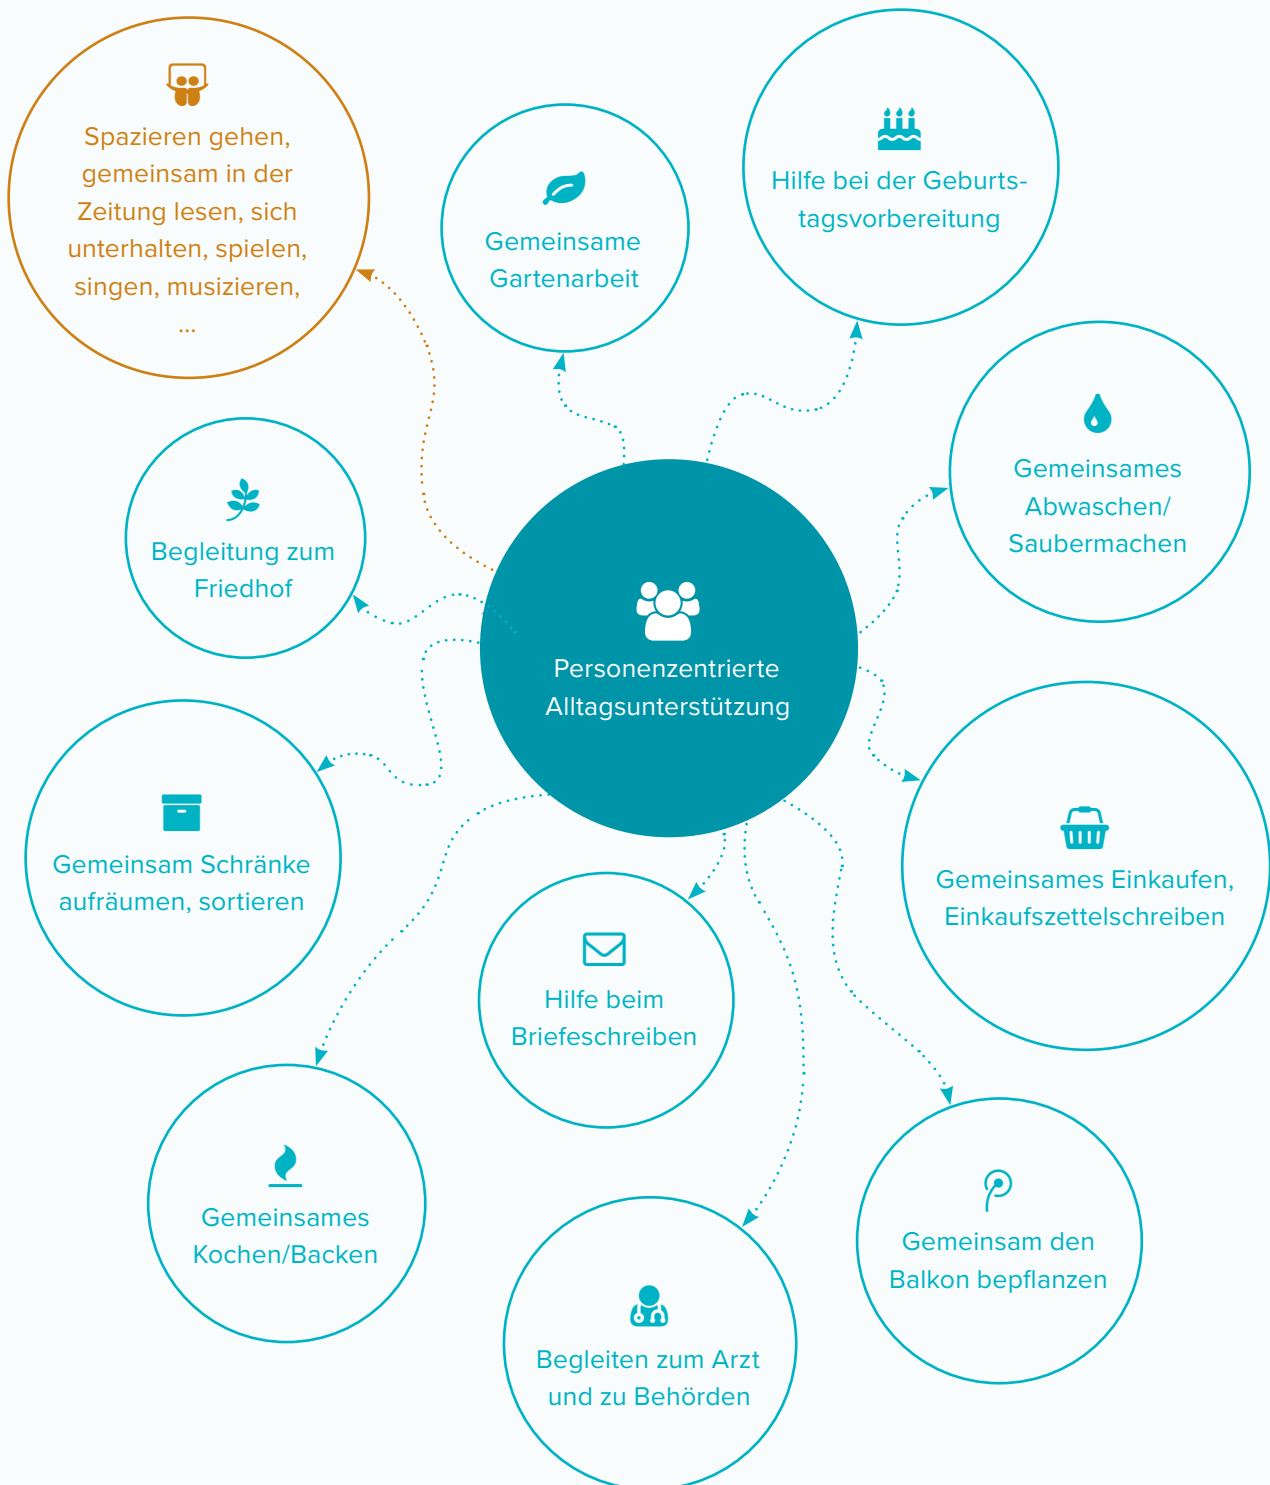 Spazieren gehen,
gemeinsam in der
Zeitung lesen, sich
unterhalten, spielen,
singen, musizieren,
...
Gemeinsame
Gartenarbeit
Hilfe bei der Geburts-
tagsvorbereitung
Gemeinsames
Abwaschen/
Saubermachen
Begleitung zum
Friedhof
Personenzentrierte
Alltagsunterstützung
Gemeinsam Schränke
aufräumen, sortieren
Gemeinsames Einkaufen,
Einkaufszettelschreiben
Hilfe beim
Briefeschreiben
Gemeinsames
Kochen/Backen
Gemeinsam den
Balkon bepflanzen
Begleiten zum Arzt
und zu Behörden